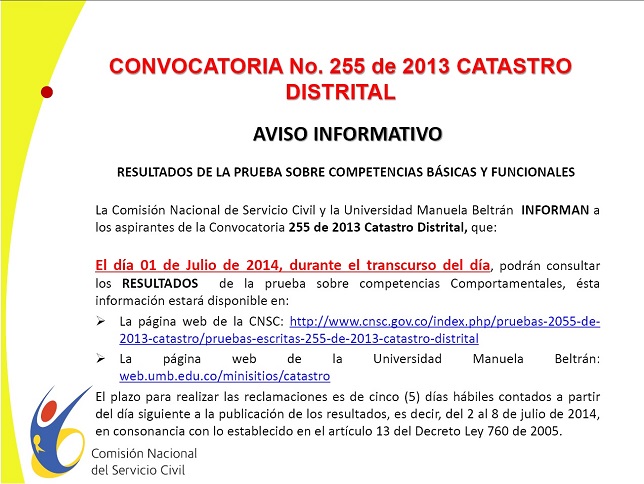 CONVOCATORIA No. 255 de 2013 CATASTRO
DISTRITAL
AVISO INFORMATIVO
RESULTADOS DE LA PRUEBA SOBRE COMPETENCIAS BÁSICAS Y FUNCIONALES
La Comisión Nacional de Servicio Civil y la Universidad Manuela Beltrán INFORMAN a
los aspirantes de la Convocatoria 255 de 2013 Catastro Distrital, que:
El día 01 de Julio de 2014, durante el transcurso del día, podrán consultar
los RESULTADOS de la prueba sobre competencias Comportamentales, ésta
información estará disponible en:
➤ La página web de la CNSC: http://www.cnsc.gov.co/index.php/pruebas-2055-de-
2013-catastro/pruebas-escritas-255-de-2013-catastro-distrital
➤ La página web de la Universidad Manuela Beltrán:
web.umb.edu.co/minisitios/catastro
El plazo para realizar las reclamaciones es de cinco (5) días hábiles contados a partir
del día siguiente a la publicación de los resultados, es decir, del 2 al 8 de julio de 2014,
en consonancia con lo establecido en el artículo 13 del Decreto Ley 760 de 2005.
Comisión Nacional
del Servicio Civil